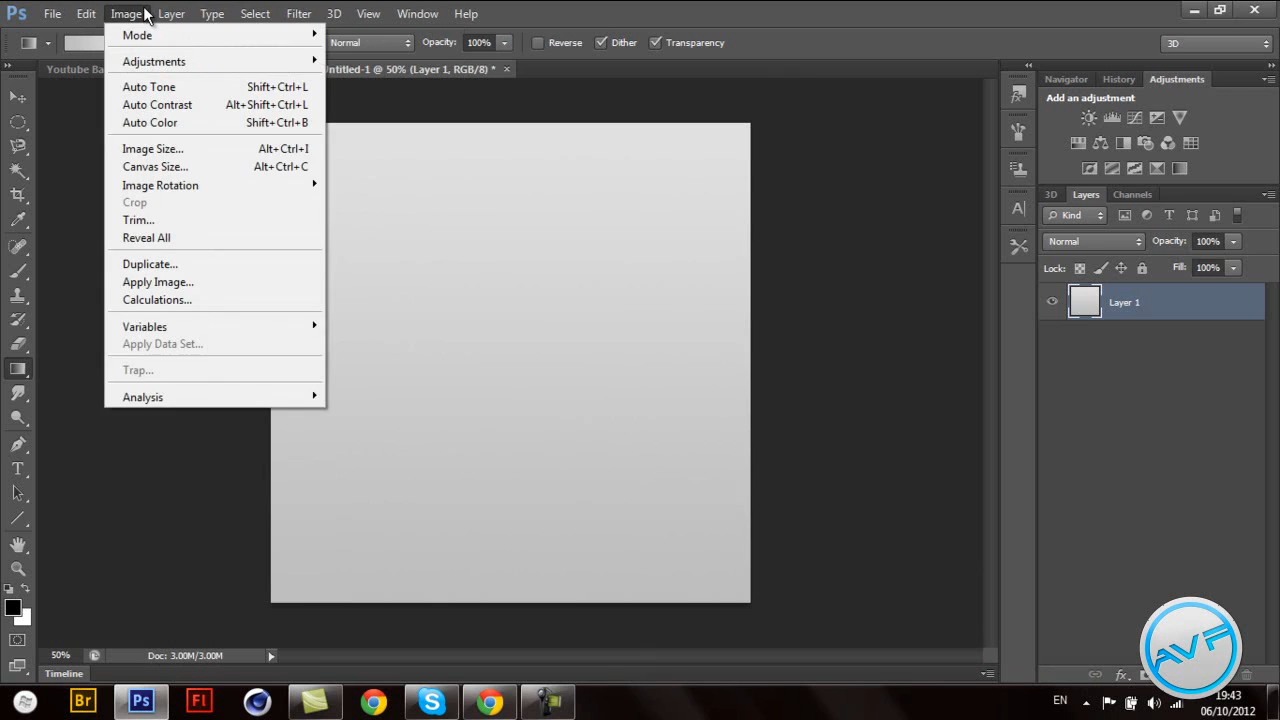 Ps File Edit Image Layer Type Select Filter 3D View Window Help
Normal Opacity: 100% Reverse Dither Transparency 3D
Youtube Ba
Untitled-1 @ 50% (Layer 1, RGB/8) * ×
Mode
Adjustments
Auto Tone Shift+Ctrl+L
Auto Contrast Alt+Shift+Ctrl+L
Auto Color Shift+Ctrl+B
Image Size... Alt+Ctrl+I
Canvas Size... Alt+Ctrl+C
Image Rotation
Crop
Trim...
Reveal All
Duplicate...
Apply Image...
Calculations...
Variables
Apply Data Set...
Trap...
Analysis
Navigator History Adjustments
Add an adjustment
3D Layers Channels
Kind
Normal Opacity: 100%
Lock: Fill: 100%
Layer 1
50% Doc: 3.00M/3.00M
Timeline
AVF
Br Ps Fl
EN 19:43
06/10/2012